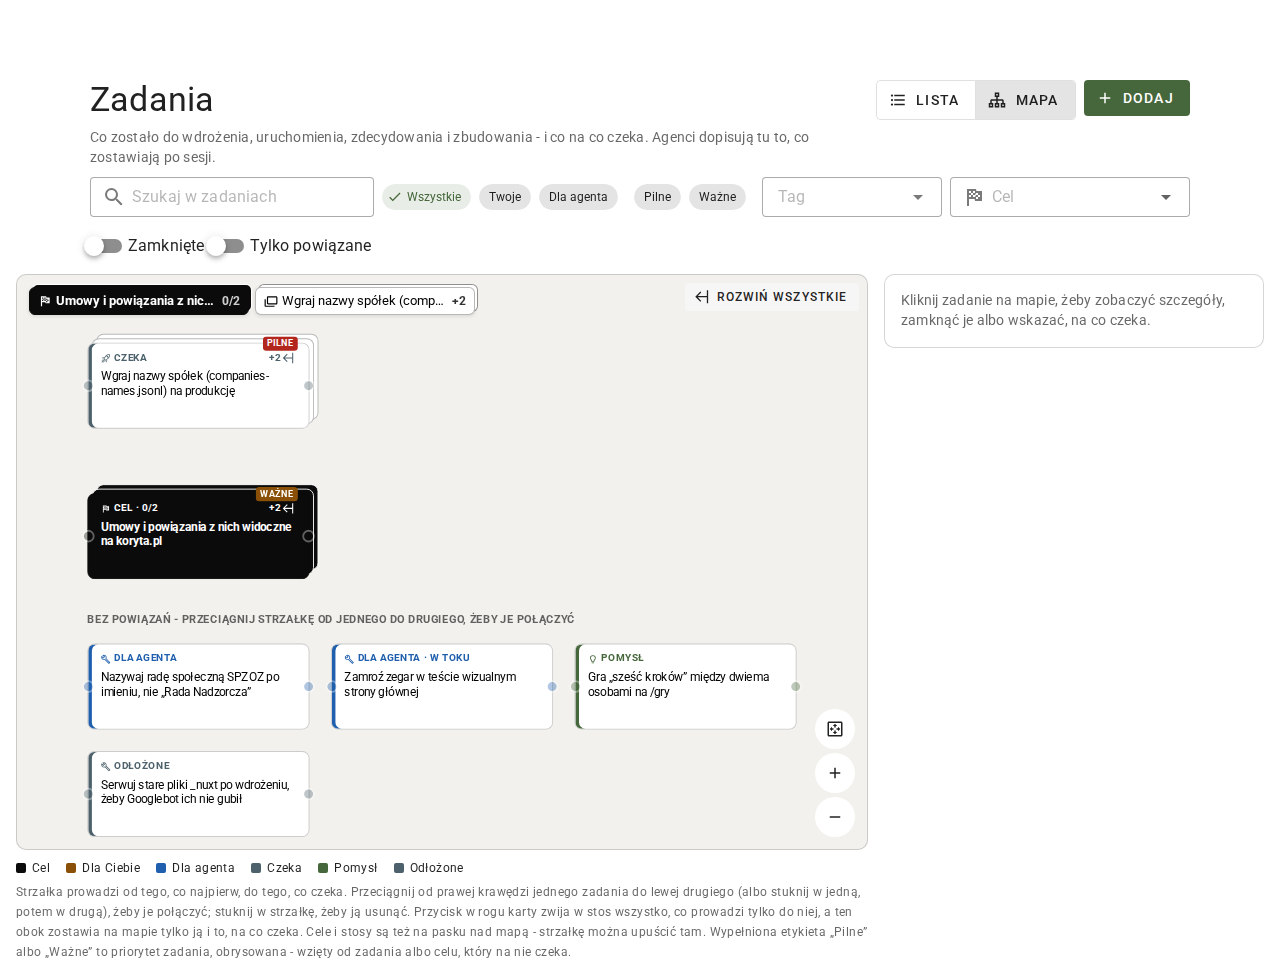 Zadania
LISTA
MAPA
DODAJ
Co zostało do wdrożenia, uruchomienia, zdecydowania i zbudowania - i co na co czeka. Agenci dopisują tu to, co
zostawiają po sesji.
Szukaj w zadaniach
Wszystkie
Twoje
Dla agenta
Pilne
Ważne
Tag
Cel
Zamknięte
Tylko powiązane
Umowy i powiązania z nic... 0/2
Wgraj nazwy spółek (comp... +2
ROZWIŃ WSZYSTKIE
Kliknij zadanie na mapie, żeby zobaczyć szczegóły,
zamknąć je albo wskazać, na co czeka.
PILNE
CZEKA
+2
Wgraj nazwy spółek (companies-
names.jsonl) na produkcję
WAŻNE
CEL · 0/2
+2
Umowy i powiązania z nich widoczne
na koryta.pl
BEZ POWIĄZAŃ - PRZECIĄGNIJ STRZAŁKĘ OD JEDNEGO DO DRUGIEGO, ŻEBY JE POŁĄCZYĆ
DLA AGENTA
Nazywaj radę społeczną SPZOZ po
imieniu, nie „Rada Nadzorcza”
DLA AGENTA · W TOKU
Zamroź zegar w teście wizualnym
strony głównej
POMYSŁ
Gra „sześć kroków” między dwiema
osobami na /gry
ODŁOŻONE
Serwuj stare pliki _nuxt po wdrożeniu,
żeby Googlebot ich nie gubił
Cel
Dla Ciebie
Dla agenta
Czeka
Pomysł
Odłożone
Strzałka prowadzi od tego, co najpierw, do tego, co czeka. Przeciągnij od prawej krawędzi jednego zadania do lewej drugiego (albo stuknij w jedną,
potem w drugą), żeby je połączyć; stuknij w strzałkę, żeby ją usunąć. Przycisk w rogu karty zwija w stos wszystko, co prowadzi tylko do niej, a ten
obok zostawia na mapie tylko ją i to, na co czeka. Cele i stosy są też na pasku nad mapą - strzałkę można upuścić tam. Wypełniona etykieta „Pilne”
albo „Ważne” to priorytet zadania, obrysowana - wzięty od zadania albo celu, który na nie czeka.